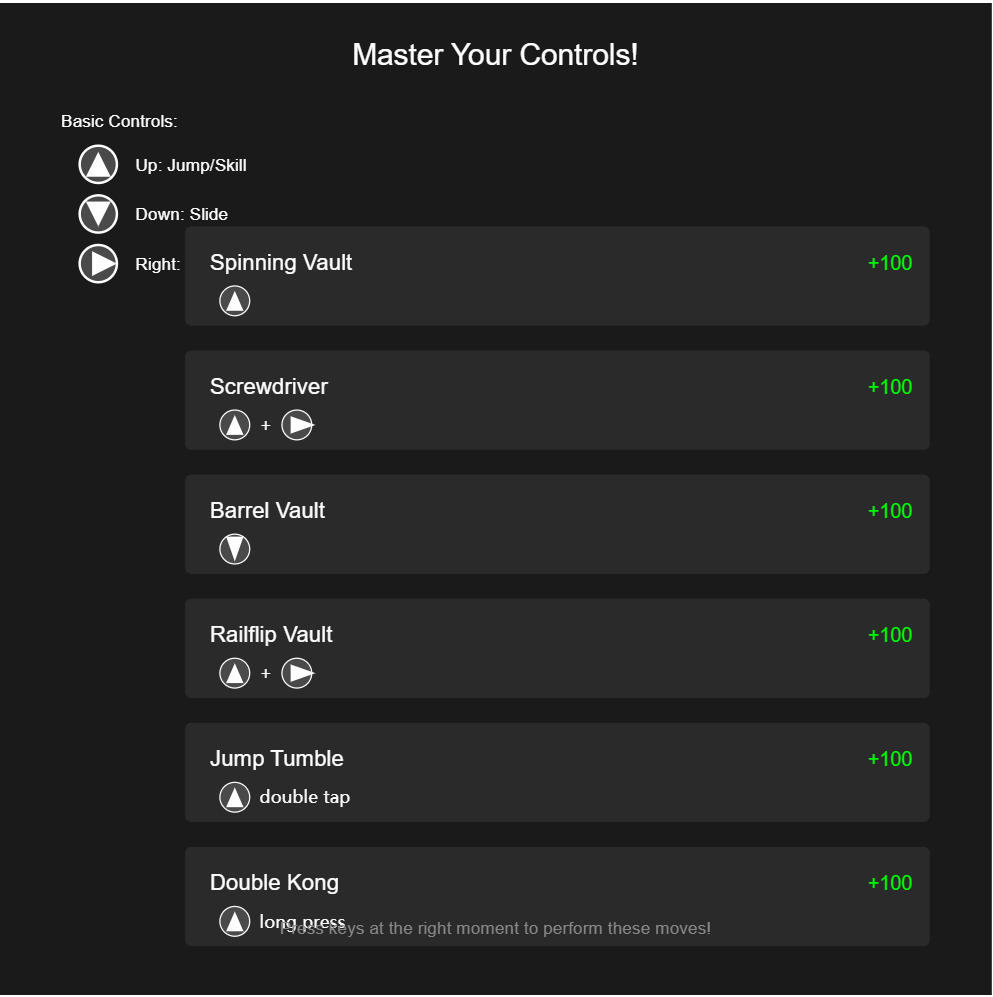 Master Your Controls!
Basic Controls:
Up: Jump/Skill
Down: Slide
Right:
Spinning Vault +100
Screwdriver +100
+
Barrel Vault +100
Railflip Vault +100
+
Jump Tumble +100
double tap
Double Kong +100
long press
Press keys at the right moment to perform these moves!